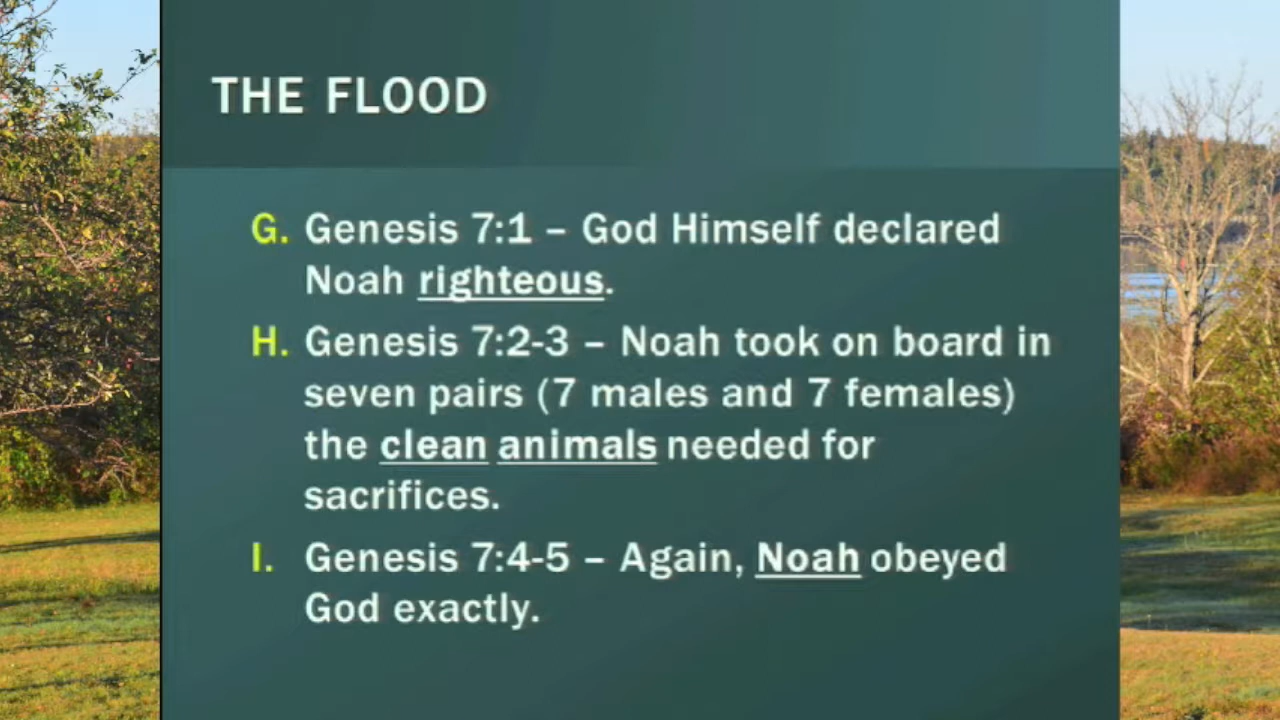 THE FLOOD
G. Genesis 7:1 – God Himself declared
Noah righteous.
H. Genesis 7:2-3 – Noah took on board in
seven pairs (7 males and 7 females)
the clean animals needed for
sacrifices.
I. Genesis 7:4-5 – Again, Noah obeyed
God exactly.